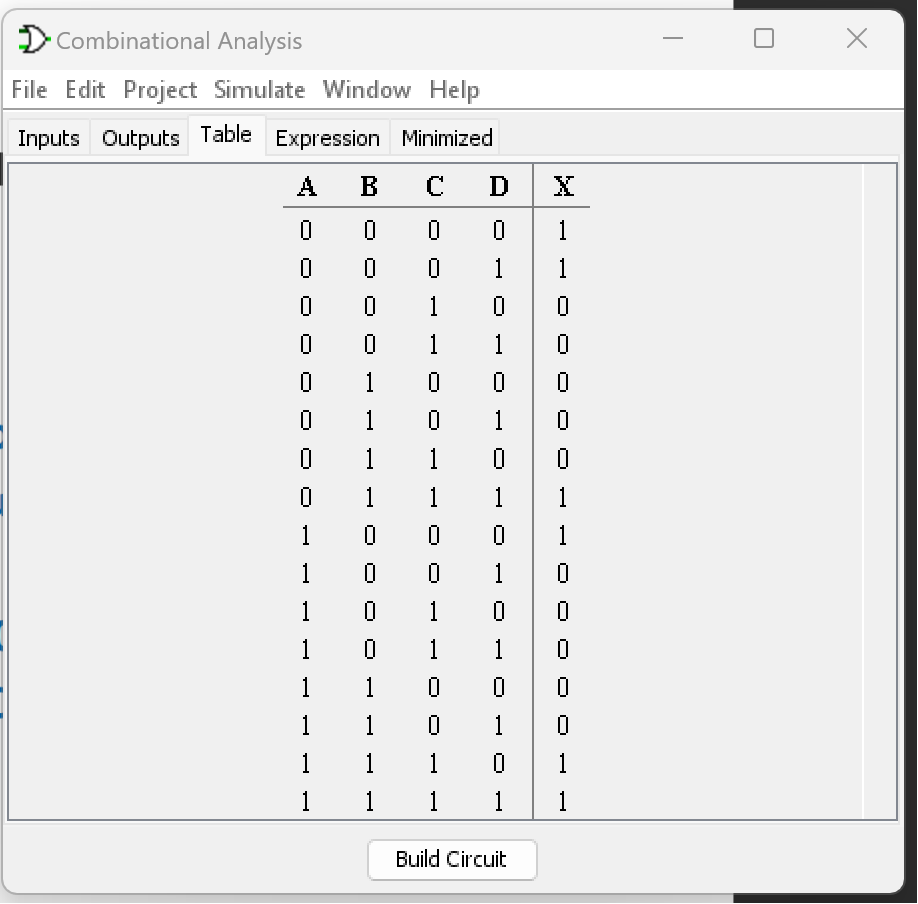 Combinational Analysis
File Edit Project Simulate Window Help
Inputs Outputs Table Expression Minimized
A B C D X
0 0 0 0 1
0 0 0 1 1
0 0 1 0 0
0 0 1 1 0
0 1 0 0 0
0 1 0 1 0
0 1 1 0 0
0 1 1 1 1
1 0 0 0 1
1 0 0 1 0
1 0 1 0 0
1 0 1 1 0
1 1 0 0 0
1 1 0 1 0
1 1 1 0 1
1 1 1 1 1
Build Circuit